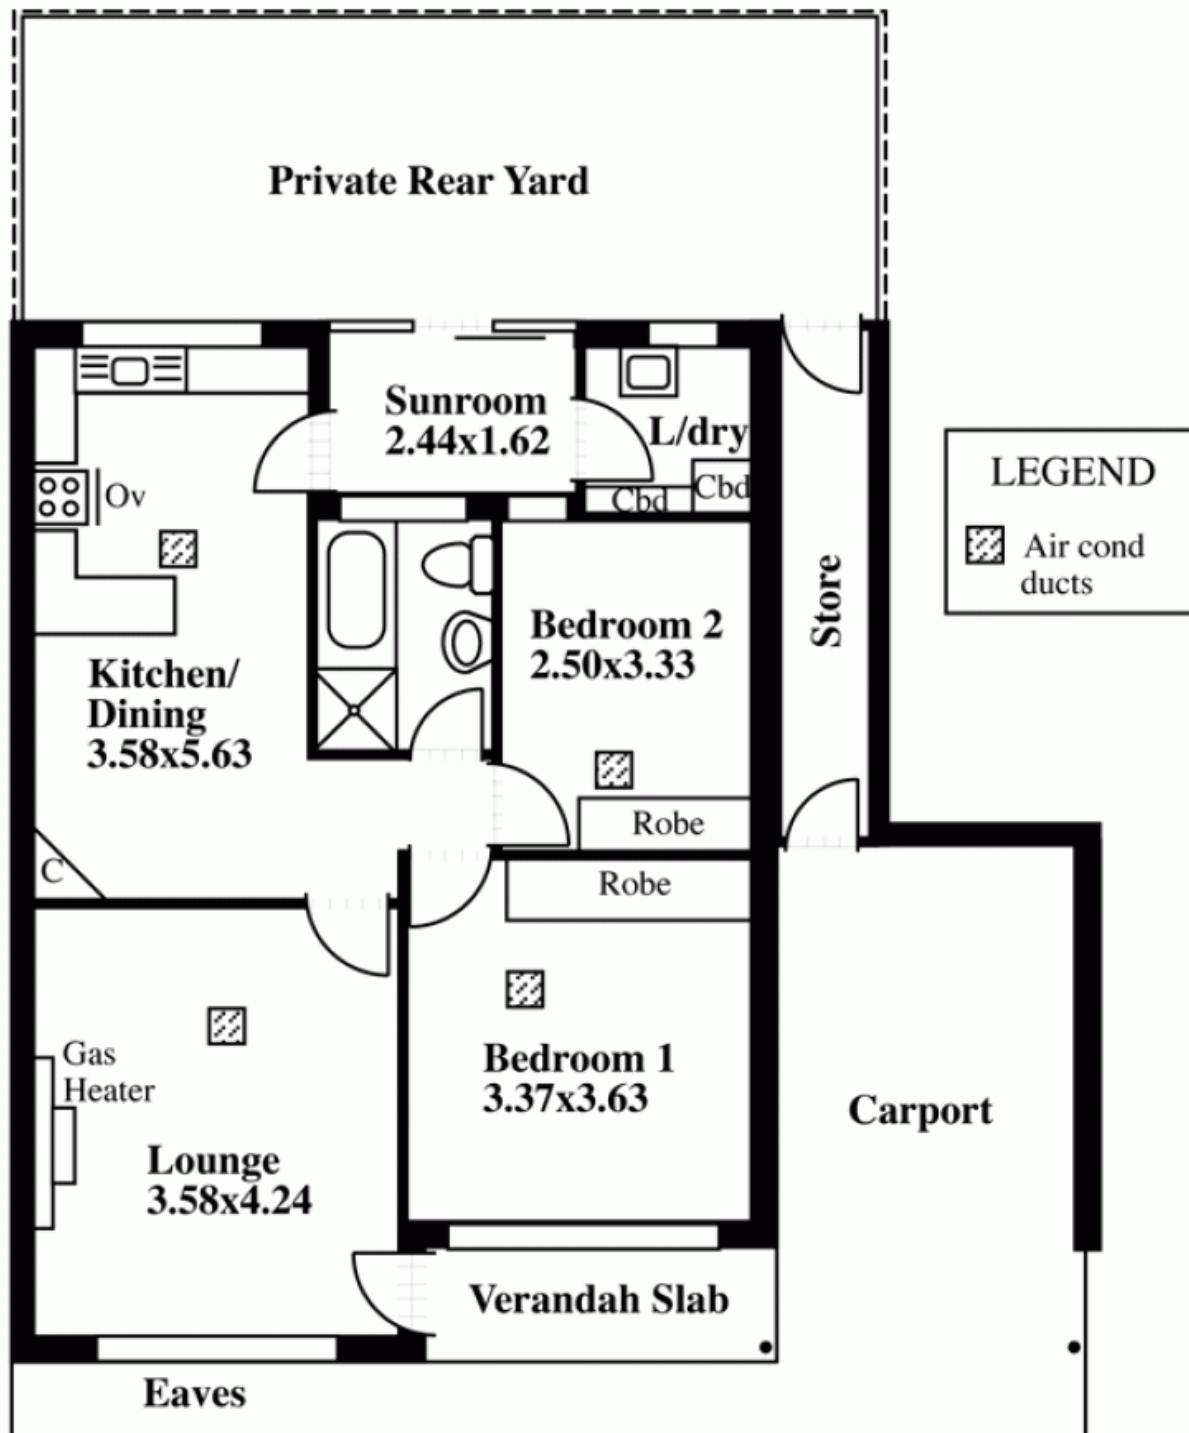 Private Rear Yard
Sunroom
2.44x1.62
L/dry
Cbd
Cbd
Ov
LEGEND
Air cond
ducts
Store
Bedroom 2
2.50x3.33
Kitchen/
Dining
3.58x5.63
Robe
C
Robe
Gas
Heater
Bedroom 1
3.37x3.63
Carport
Lounge
3.58x4.24
Verandah Slab
Eaves